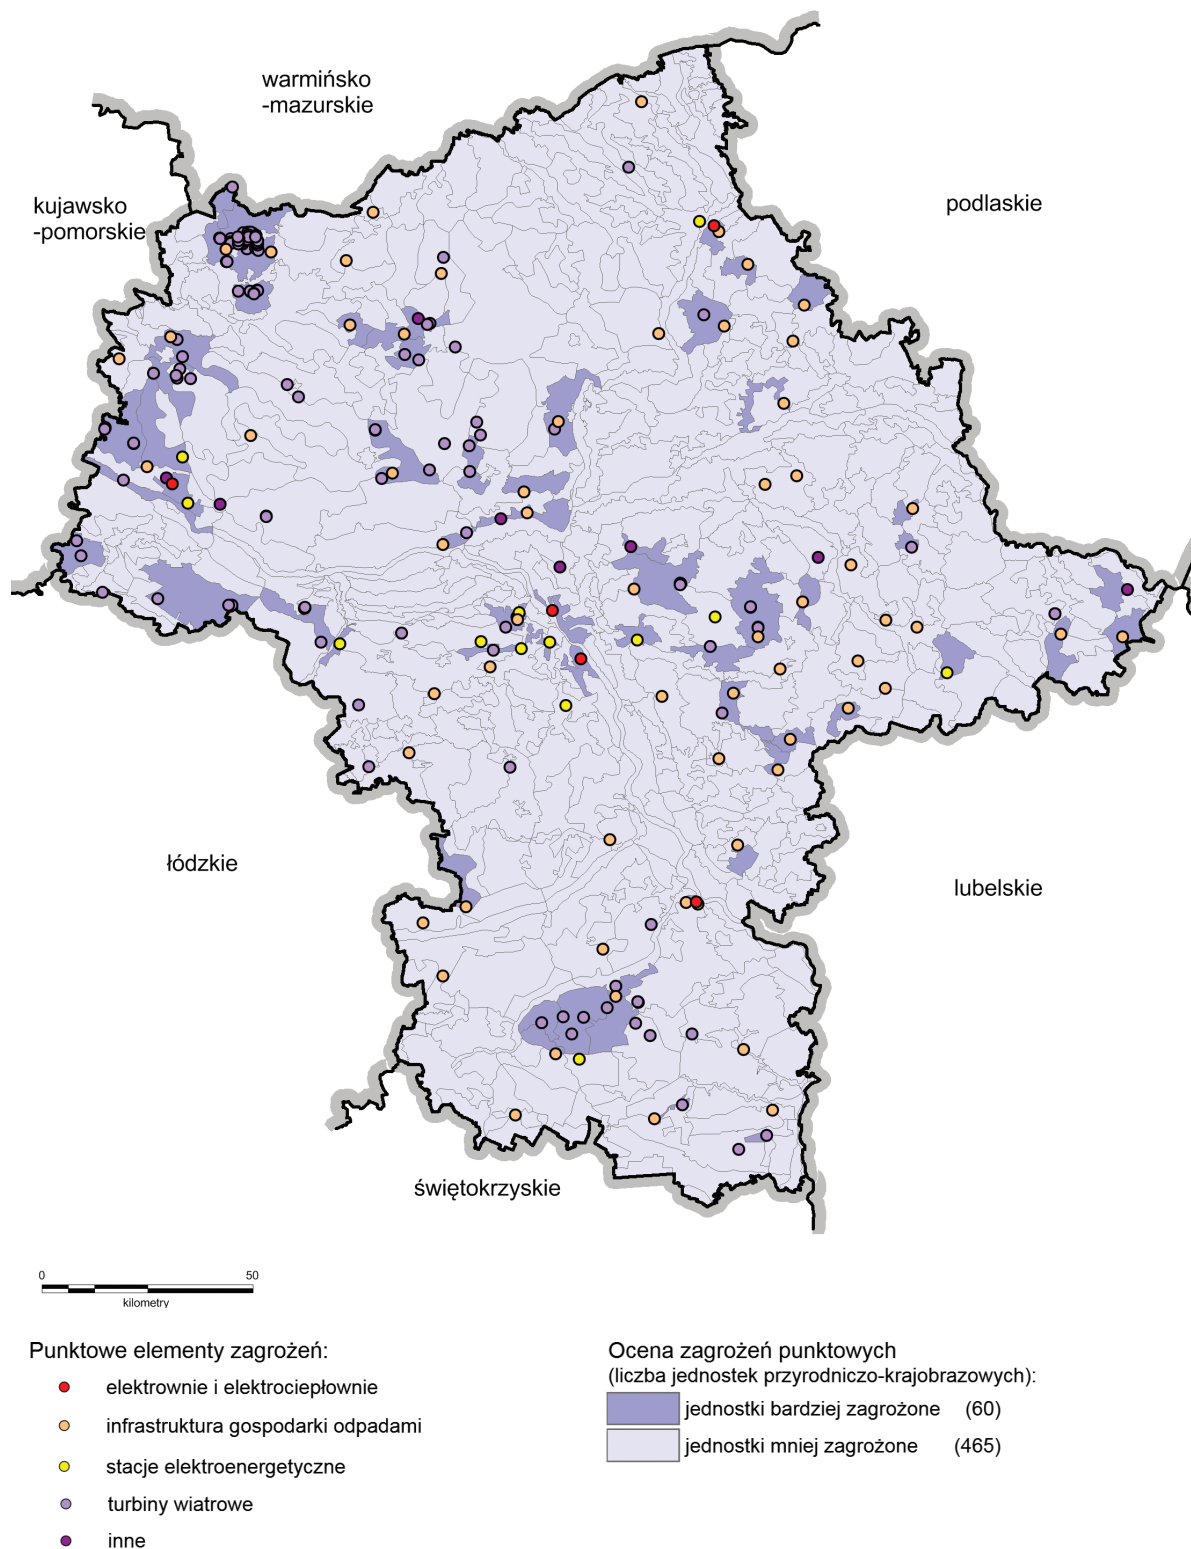 warmińsko
-mazurskie
kujawsko
-pomorskie
podlaskie
łódzkie
lubelskie
świętokrzyskie
0 50
kilometry
Punktowe elementy zagrożeń:
elektrownie i elektrociepłownie
infrastruktura gospodarki odpadami
stacje elektroenergetyczne
turbiny wiatrowe
inne
Ocena zagrożeń punktowych
(liczba jednostek przyrodniczo-krajobrazowych):
jednostki bardziej zagrożone (60)
jednostki mniej zagrożone (465)